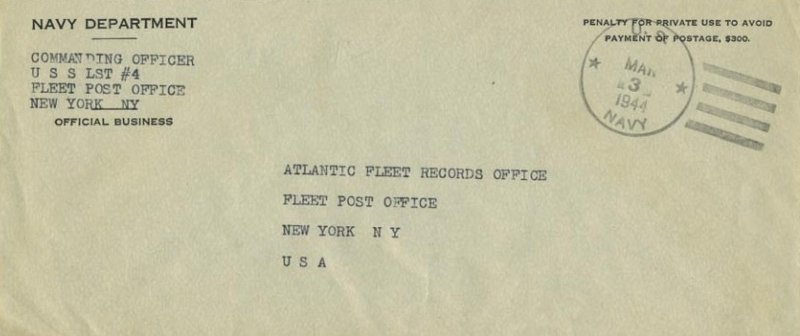 NAVY DEPARTMENT
COMMANDING OFFICER
U S S LST #4
FLEET POST OFFICE
NEW YORK NY
OFFICIAL BUSINESS
PENALTY FOR PRIVATE USE TO AVOID
PAYMENT OF POSTAGE, $300.
U.S.
MAR
3
1944
NAVY
ATLANTIC FLEET RECORDS OFFICE
FLEET POST OFFICE
NEW YORK N Y
U S A